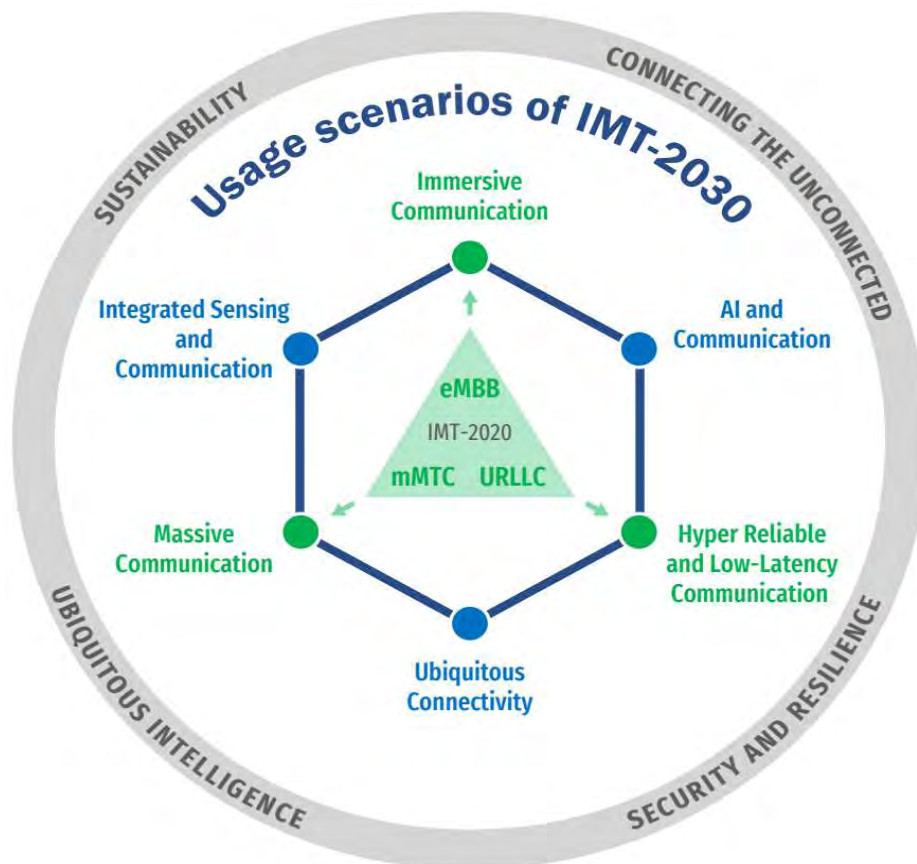 SUSTAINABILITY
CONNECTING THE UNCONNECTED
Usage scenarios of IMT-2030
Immersive
Communication
Integrated Sensing
and
Communication
AI and
Communication
eMBB
IMT-2020
mMTC URLLC
Massive
Communication
Hyper Reliable
and Low-Latency
Communication
Ubiquitous
Connectivity
UBIQUITOUS INTELLIGENCE
SECURITY AND RESILIENCE